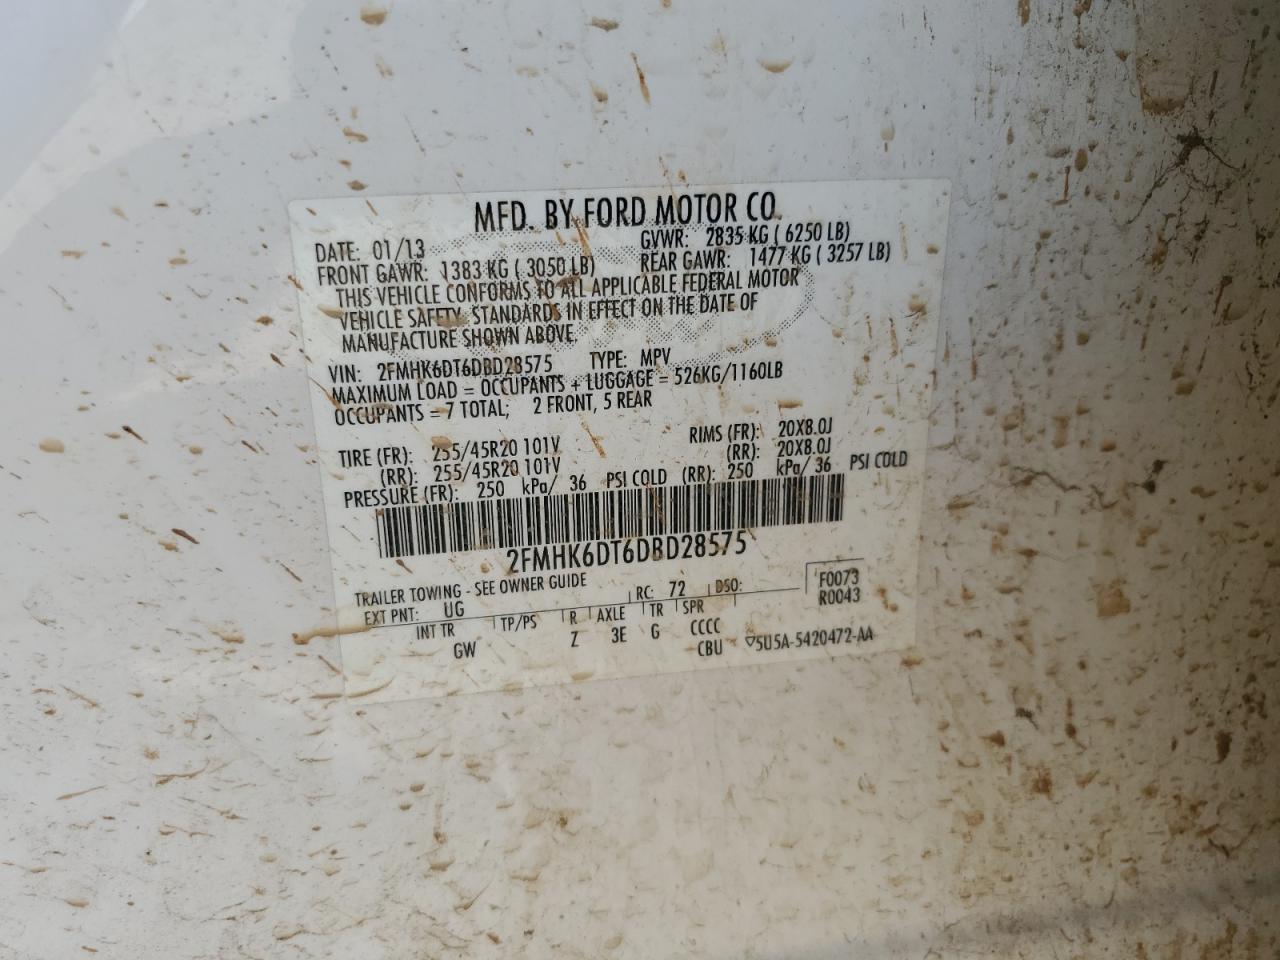 MFD. BY FORD MOTOR CO.
DATE: 01/13 GVWR: 2835 KG ( 6250 LB)
FRONT GAWR: 1383 KG ( 3050 LB) REAR GAWR: 1477 KG ( 3257 LB)
THIS VEHICLE CONFORMS TO ALL APPLICABLE FEDERAL MOTOR
VEHICLE SAFETY STANDARDS IN EFFECT ON THE DATE OF
MANUFACTURE SHOWN ABOVE.
VIN: 2FMHK6DT6DBD28575 TYPE: MPV
MAXIMUM LOAD = OCCUPANTS + LUGGAGE = 526KG/1160LB
OCCUPANTS = 7 TOTAL; 2 FRONT, 5 REAR
TIRE (FR): 255/45R20 101V RIMS (FR): 20X8.0J
(RR): 255/45R20 101V (RR): 20X8.0J
PRESSURE (FR): 250 kPa/ 36 PSI COLD (RR): 250 kPa/ 36 PSI COLD
2FMHK6DT6DBD28575
TRAILER TOWING - SEE OWNER GUIDE
EXT PNT: UG RC: 72 DSO: F0073
R0043
INT TR TP/PS R AXLE TR SPR
GW Z 3E G CCCC
CBU ▽5U5A-5420472-AA